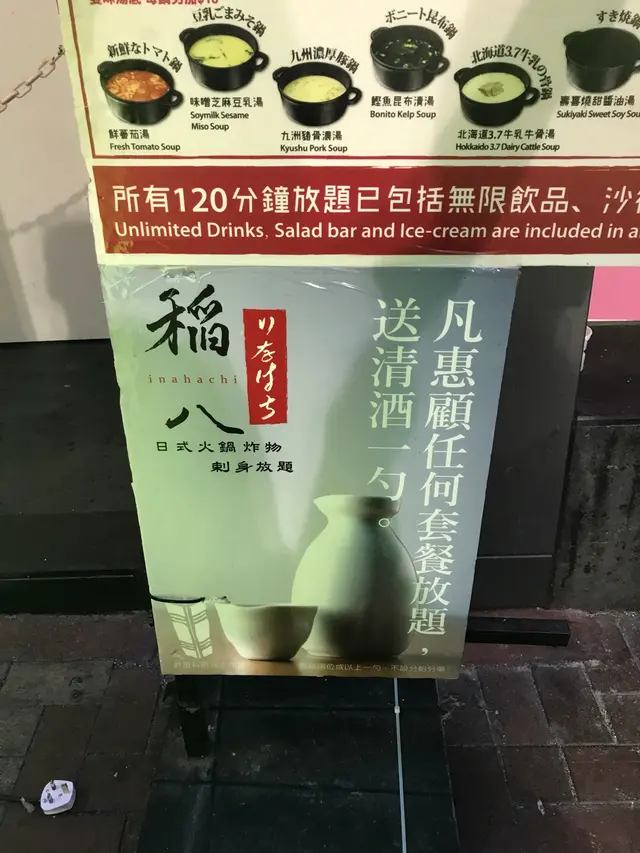 豆乳ごまみそ鍋
ボニート昆布鍋
すき焼鍋
新鮮なトマト鍋
九州濃厚豚鍋
北海道3.7牛乳の骨鍋
味噌芝麻豆乳湯
Soymilk Sesame
Miso Soup
鰹魚昆布清湯
Bonito Kelp Soup
壽喜燒甜醬油湯
Sukiyaki Sweet Soy Sou
鮮蕃茄湯
Fresh Tomato Soup
九洲豬骨濃湯
Kyushu Pork Soup
北海道3.7牛乳牛骨湯
Hokkaido 3.7 Dairy Cattle Soup
所有120分鐘放題已包括無限飲品、沙
Unlimited Drinks, Salad bar and Ice-cream are included in a
稲
いなはち
inahachi
八
日式火鍋炸物
刺身放題
凡惠顧任何套餐放題，
送清酒一勺。